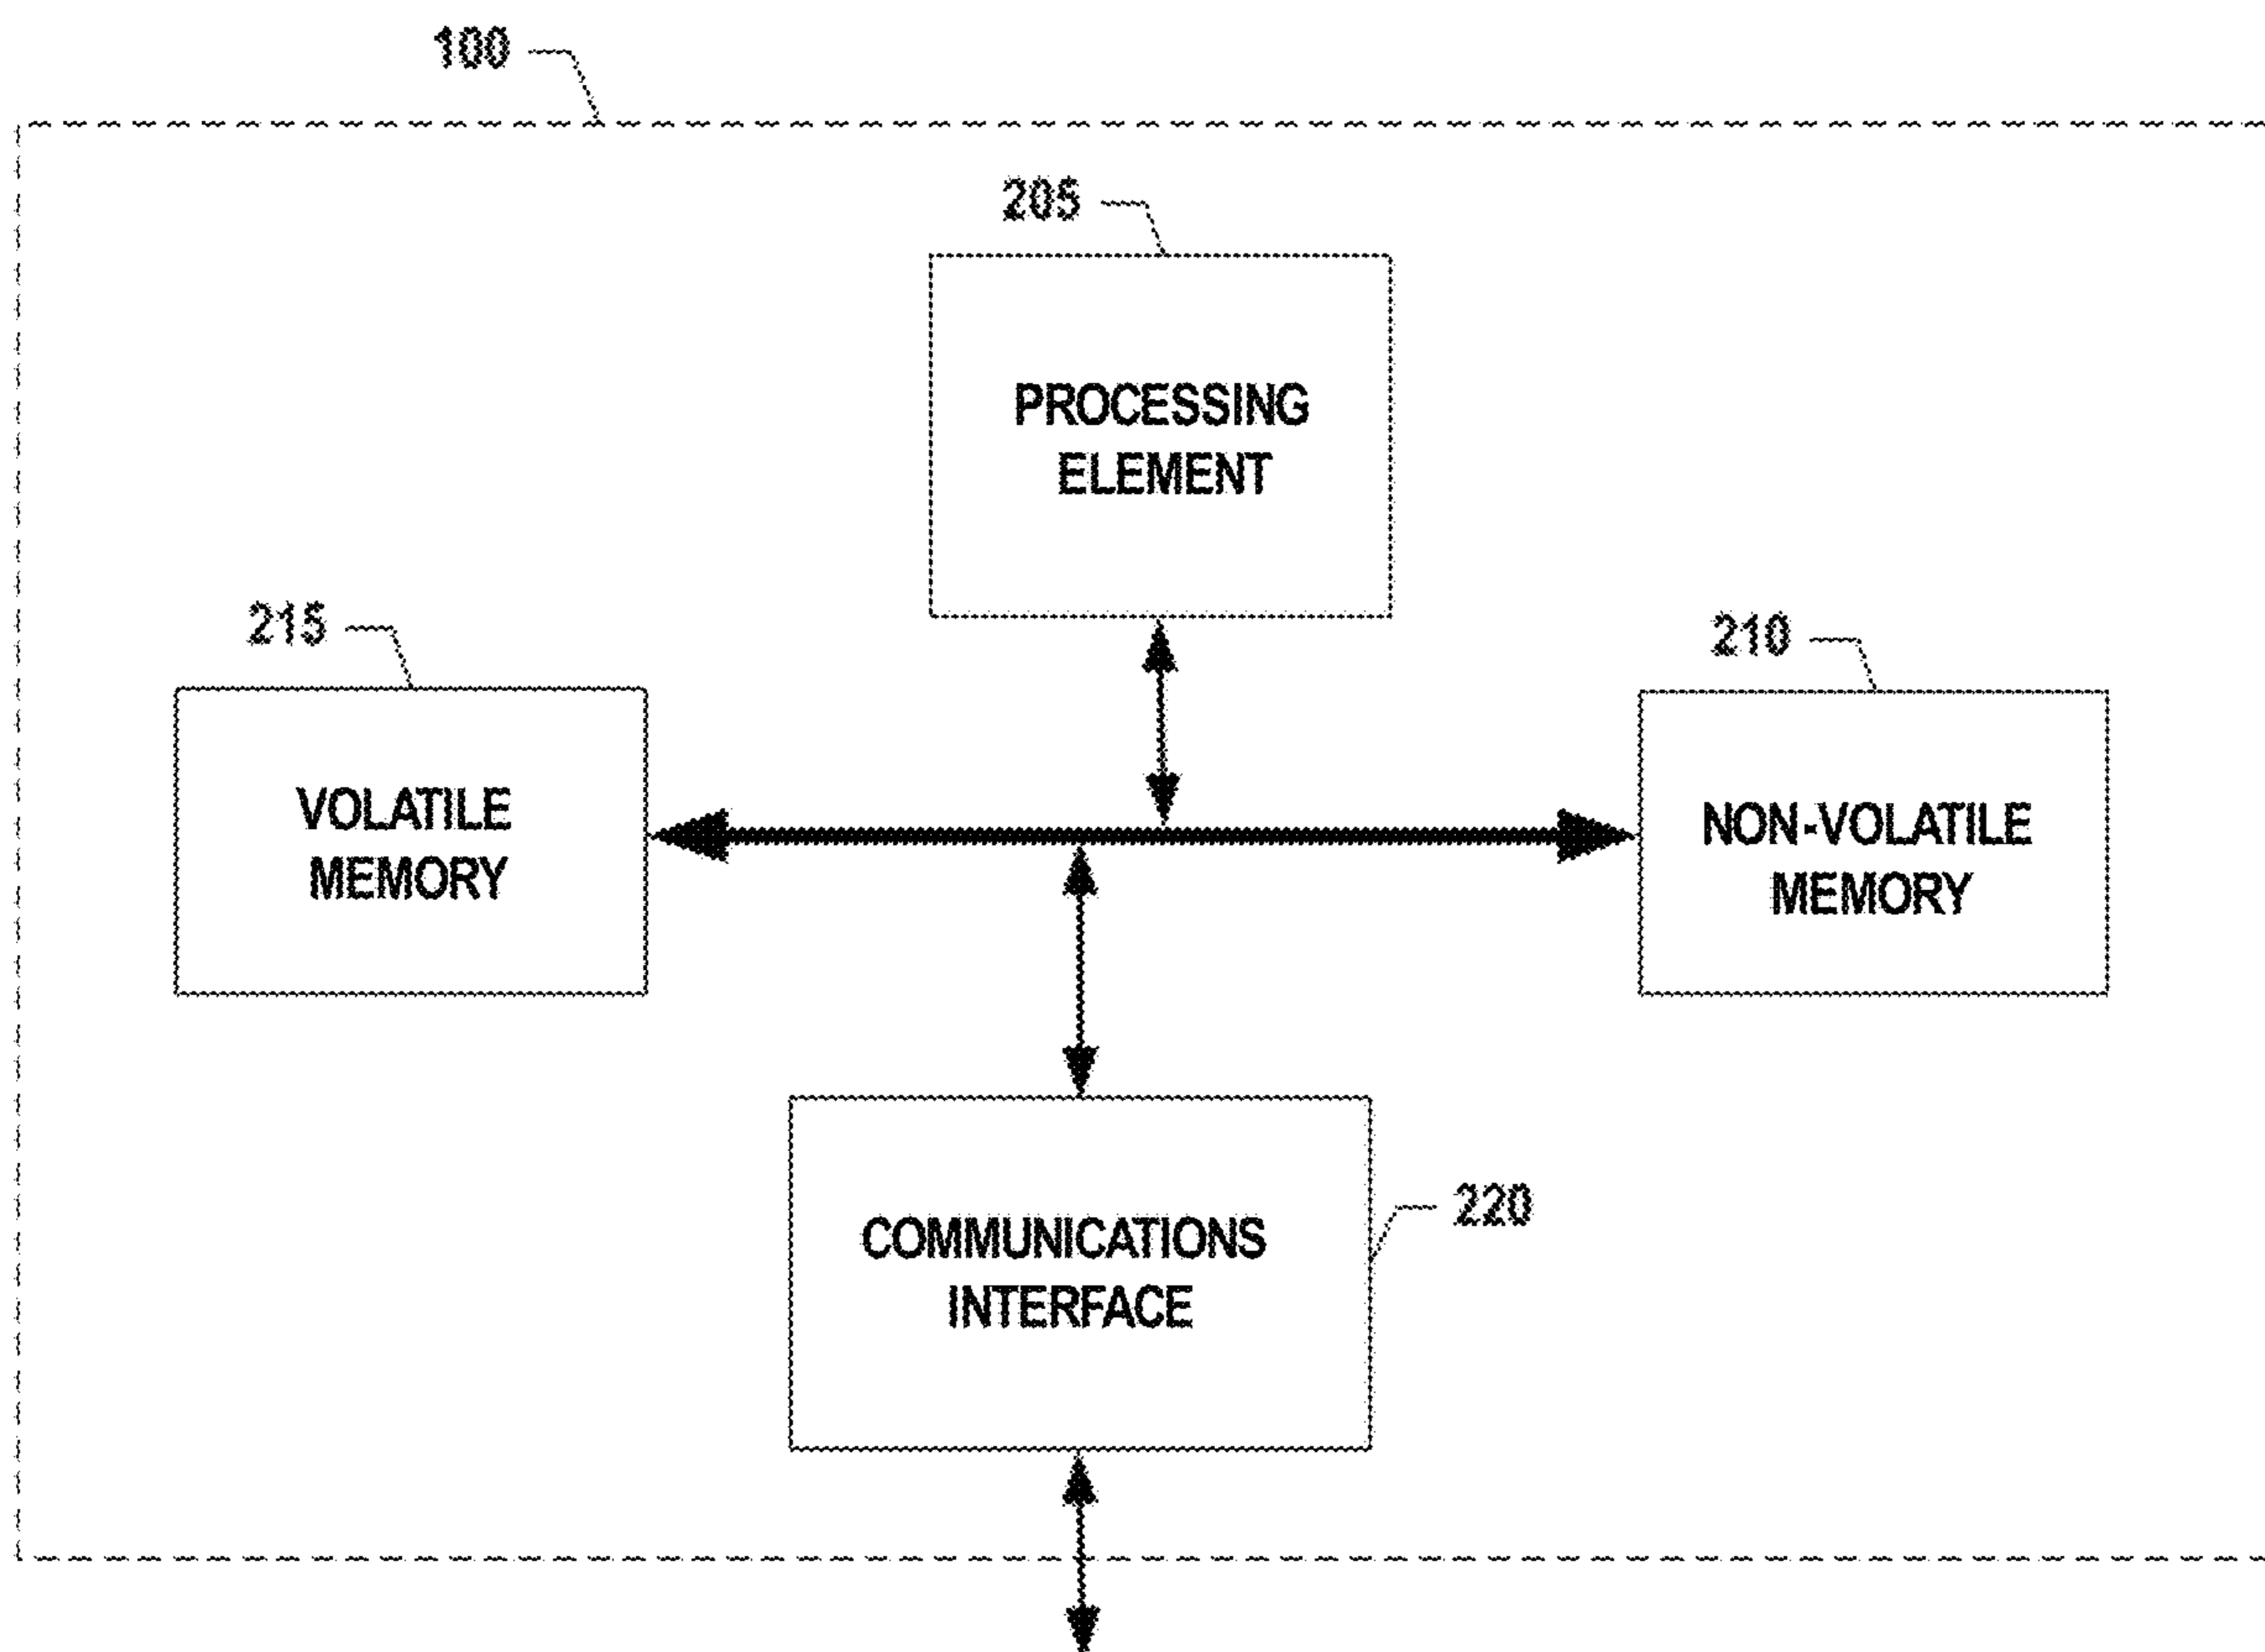 100
205
PROCESSING
ELEMENT
215
210
VOLATILE
MEMORY
NON-VOLATILE
MEMORY
220
COMMUNICATIONS
INTERFACE